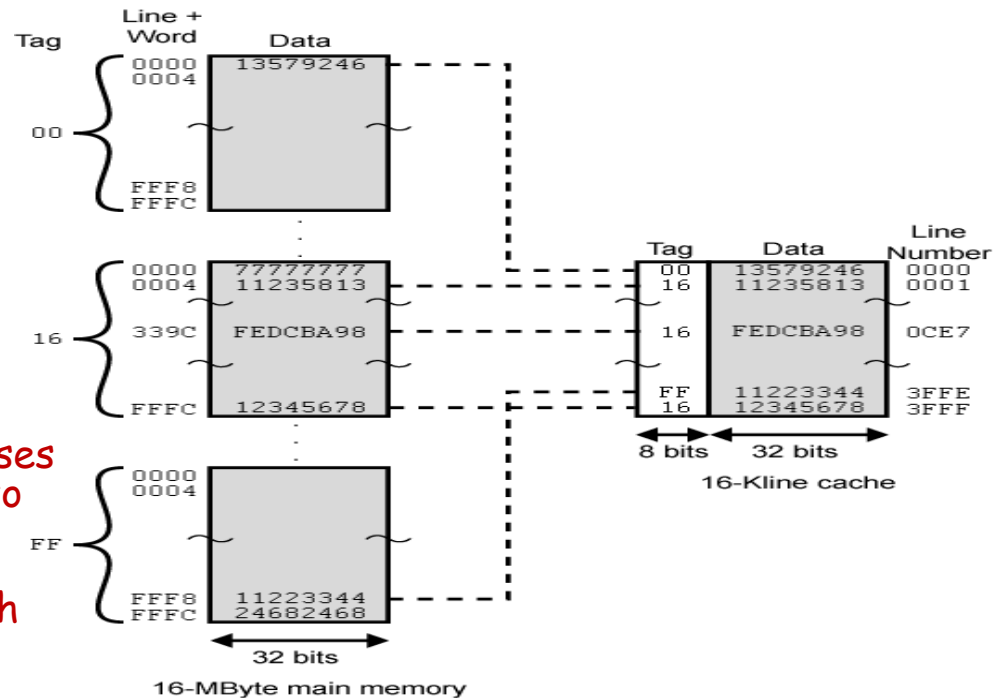 Line +
Tag Word Data
0000 13579246
0004
00
FFF8
FFFC
Line
Tag Data Number
0000 77777777 00 13579246 0000
0004 11235813 16 11235813 0001
16 339C FEDCBA98 16 FEDCBA98 0CE7
FF 11223344 3FFE
FFFC 12345678 16 12345678 3FFF
8 bits 32 bits
16-Kline cache
0000
0004
FF
FFF8 11223344
FFFC 24682468
32 bits
16-MByte main memory